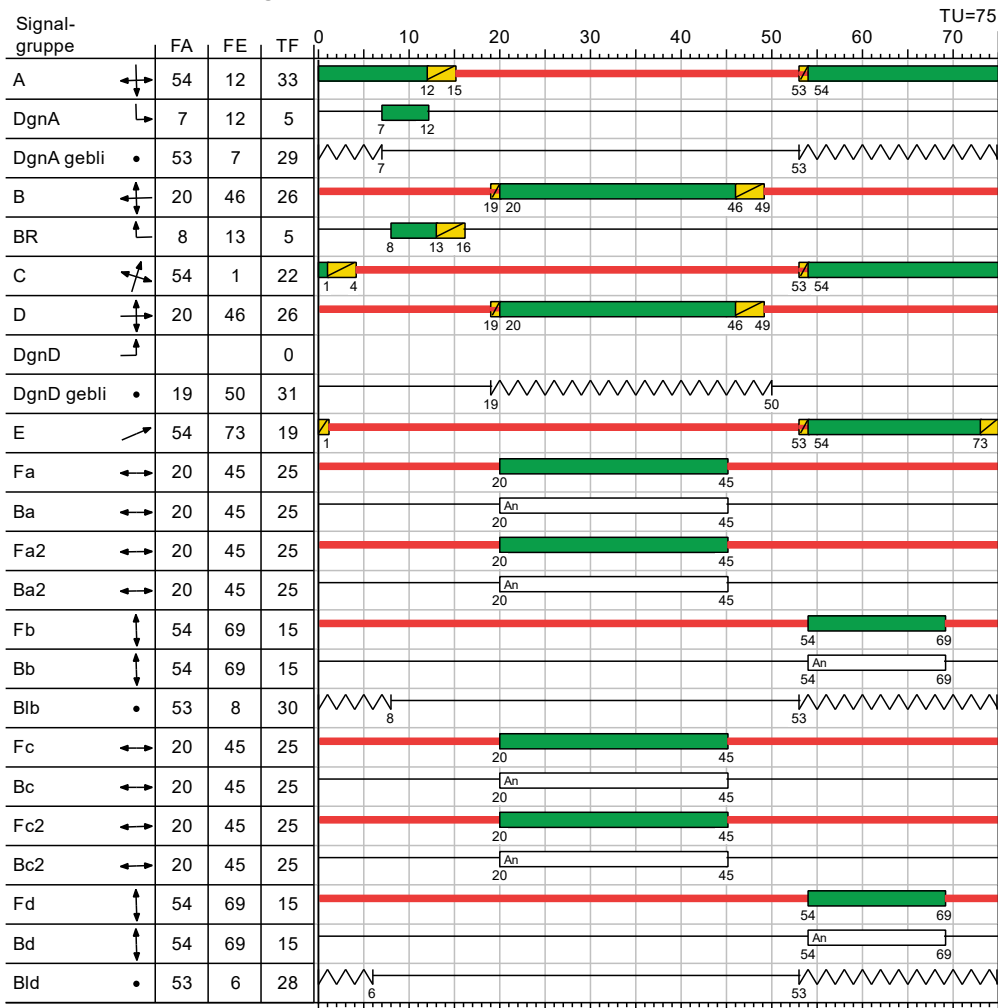 TU=75
Signal-
gruppe FA FE TF 0 10 20 30 40 50 60 70
A 54 12 33
12 15 53 54
DgnA 7 12 5
7 12
DgnA gebli 53 7 29
7 53
B 20 46 26
19 20 46 49
BR 8 13 5
8 13 16
C 54 1 22
1 4 53 54
D 20 46 26
19 20 46 49
DgnD 0
DgnD gebli 19 50 31
19 50
E 54 73 19
1 53 54 73
Fa 20 45 25
20 45
Ba 20 45 25 An
20 45
Fa2 20 45 25
20 45
Ba2 20 45 25 An
20 45
Fb 54 69 15
54 69
Bb 54 69 15 An
54 69
Blb 53 8 30
8 53
Fc 20 45 25
20 45
Bc 20 45 25 An
20 45
Fc2 20 45 25
20 45
Bc2 20 45 25 An
20 45
Fd 54 69 15
54 69
Bd 54 69 15 An
54 69
Bld 53 6 28
6 53